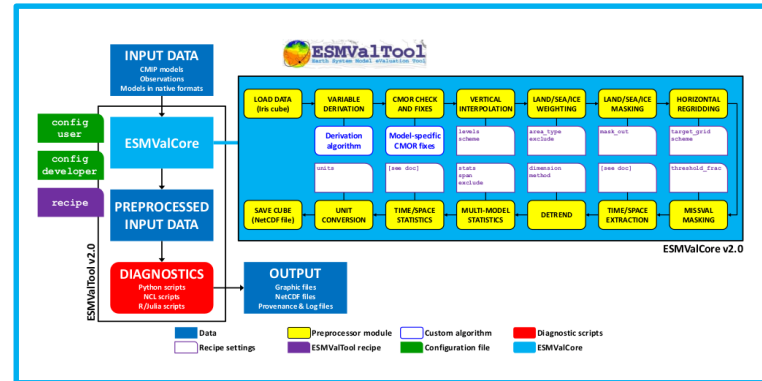 ESMValTool
Earth System Model eValuation Tool
INPUT DATA
CMIP models
Observations
Models in native formats
config
user
config
developer
recipe
ESMValCore
PREPROCESSED
INPUT DATA
DIAGNOSTICS
Python scripts
NCL scripts
R/Julia scripts
ESMValTool v2.0
OUTPUT
Graphic files
NetCDF files
Provenance & Log files
LOAD DATA
(Iris cube)
VARIABLE
DERIVATION
CMOR CHECK
AND FIXES
VERTICAL
INTERPOLATION
LAND/SEA/ICE
WEIGHTING
LAND/SEA/ICE
MASKING
HORIZONTAL
REGRIDDING
Derivation
algorithm
Model-specific
CMOR fixes
levels
scheme
area_type
exclude
mask_out
target_grid
scheme
units
[see doc]
stats
span
exclude
dimension
method
[see doc]
threshold_frac
SAVE CUBE
(NetCDF file)
UNIT
CONVERSION
TIME/SPACE
STATISTICS
MULTI-MODEL
STATISTICS
DETREND
TIME/SPACE
EXTRACTION
MISSVAL
MASKING
ESMValCore v2.0
Data
Preprocessor module
Custom algorithm
Diagnostic scripts
Recipe settings
ESMValTool recipe
Configuration file
ESMValCore